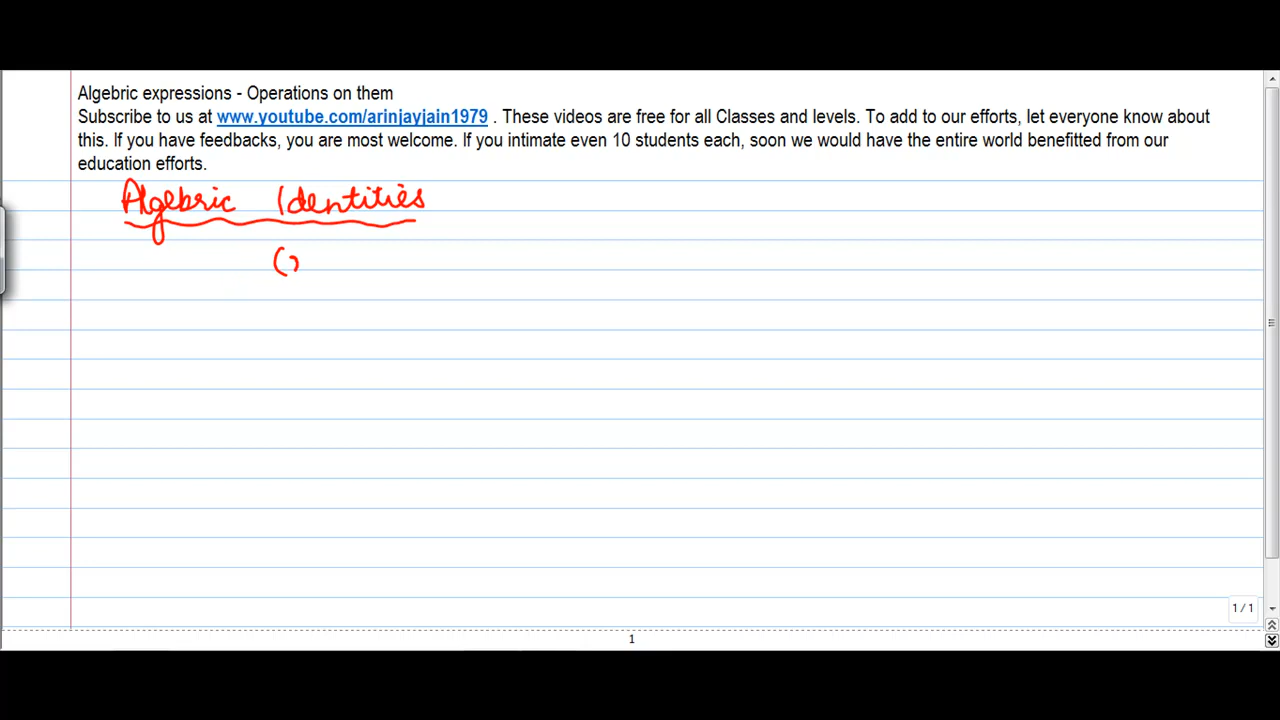 Algebric expressions - Operations on them
Subscribe to us at www.youtube.com/arinjayjain1979 . These videos are free for all Classes and levels. To add to our efforts, let everyone know about
this. If you have feedbacks, you are most welcome. If you intimate even 10 students each, soon we would have the entire world benefitted from our
education efforts.
Algebric Identities
(
1 / 1
1